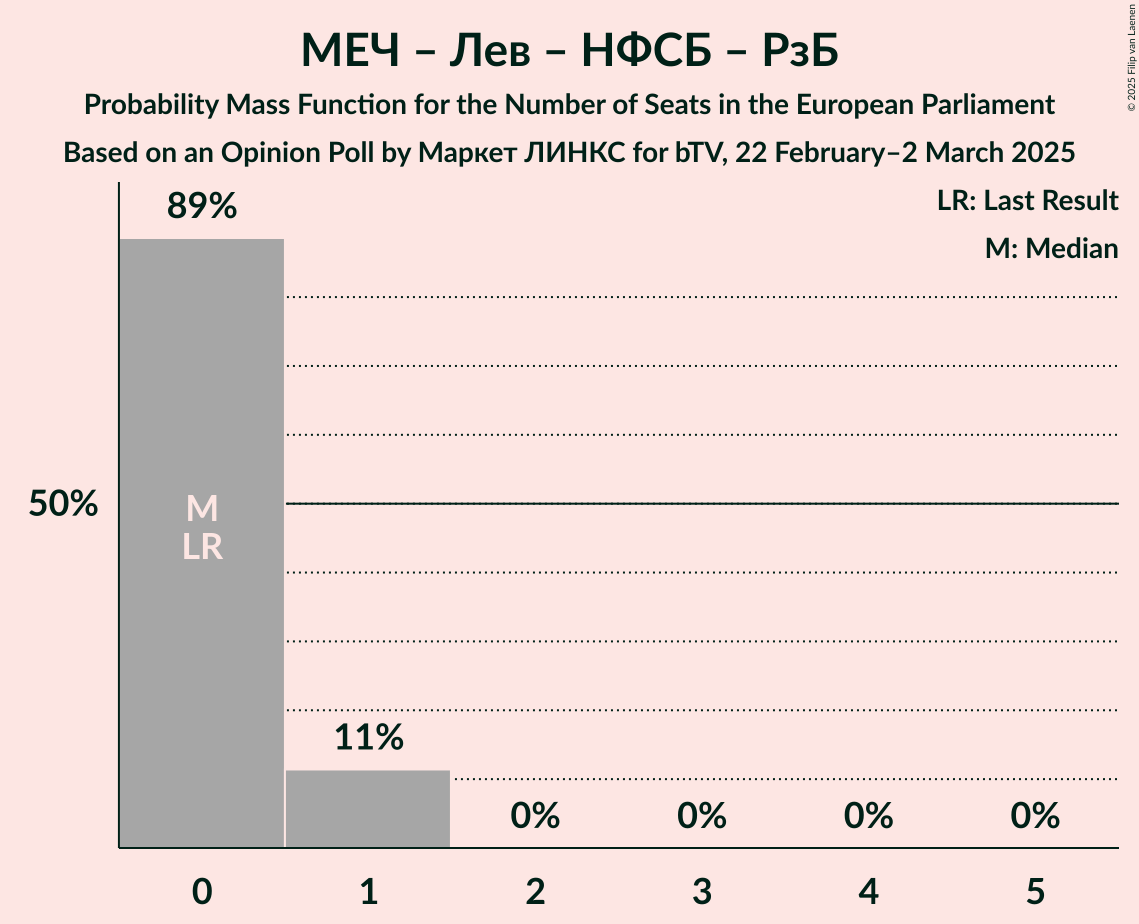 МЕЧ – Лев – НФСБ – РзБ
Probability Mass Function for the Number of Seats in the European Parliament
Based on an Opinion Poll by Маркет ЛИНКС for bTV, 22 February–2 March 2025
© 2025 Filip van Laenen
LR: Last Result
M: Median
89%
50%
M
LR
11%
0%
0%
0%
0%
0
1
2
3
4
5